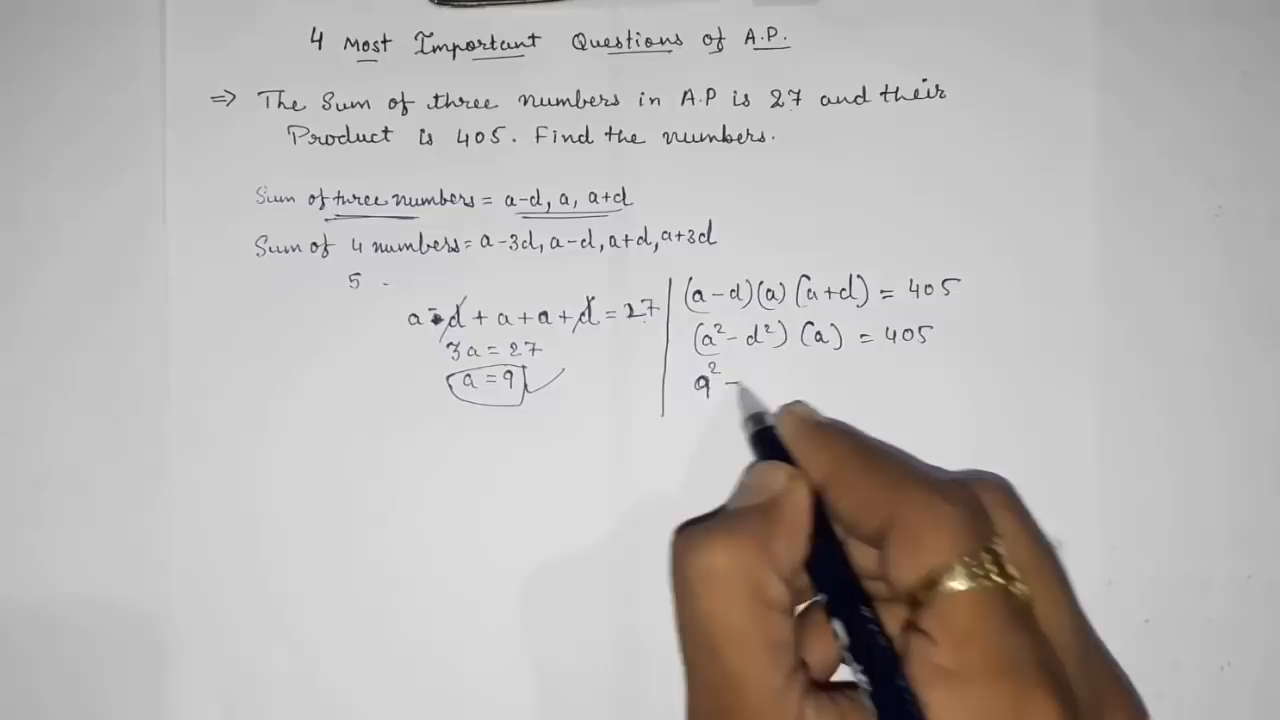 4 Most Important Questions of A.P.
⇒ The Sum of three numbers in A.P is 27 and their
Product is 405. Find the numbers.
Sum of three numbers = a-d, a, a+d
Sum of 4 numbers = a-3d, a-d, a+d, a+3d
5 -
a-d + a + a + d = 27
3a = 27
a = 9 ✓
(a-d)(a)(a+d) = 405
(a²-d²)(a) = 405
9² -